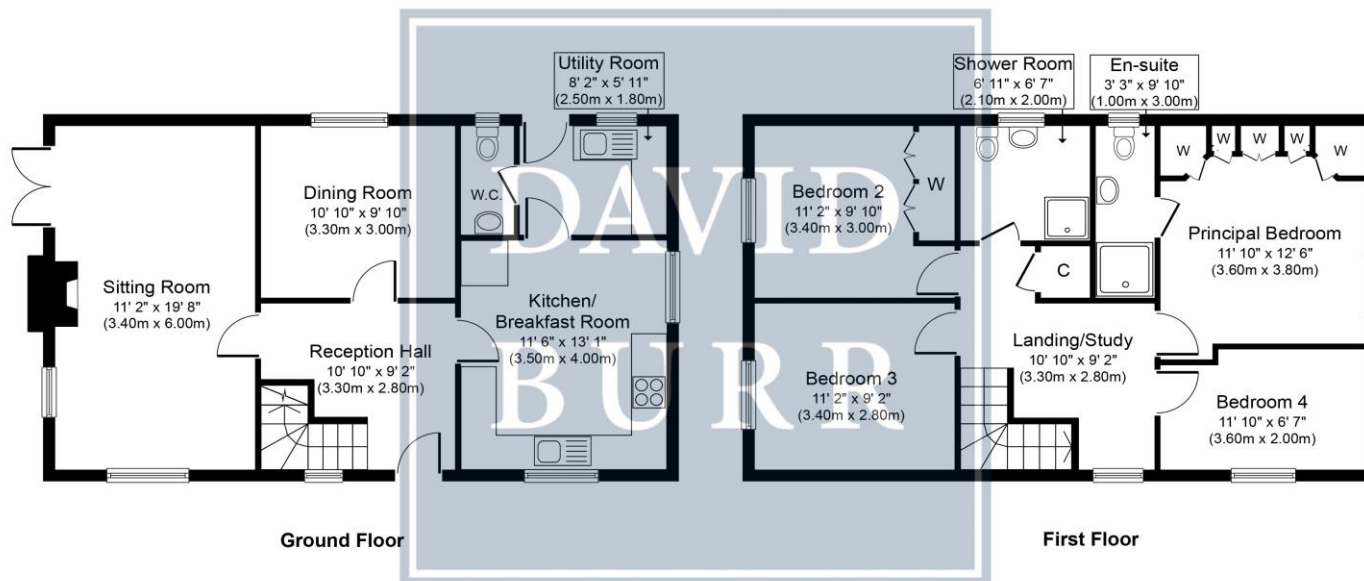 Utility Room
8' 2" x 5' 11"
(2.50m x 1.80m)
Dining Room
10' 10" x 9' 10"
(3.30m x 3.00m)
W.C.
Sitting Room
11' 2" x 19' 8"
(3.40m x 6.00m)
Kitchen/
Breakfast Room
11' 6" x 13' 1"
(3.50m x 4.00m)
Reception Hall
10' 10" x 9' 2"
(3.30m x 2.80m)
Ground Floor
DAVID
BURR
Shower Room
6' 11" x 6' 7"
(2.10m x 2.00m)
En-suite
3' 3" x 9' 10"
(1.00m x 3.00m)
W
W
W
W
W
Bedroom 2
11' 2" x 9' 10"
(3.40m x 3.00m)
W
Principal Bedroom
11' 10" x 12' 6"
(3.60m x 3.80m)
C
Landing/Study
10' 10" x 9' 2"
(3.30m x 2.80m)
Bedroom 3
11' 2" x 9' 2"
(3.40m x 2.80m)
Bedroom 4
11' 10" x 6' 7"
(3.60m x 2.00m)
First Floor